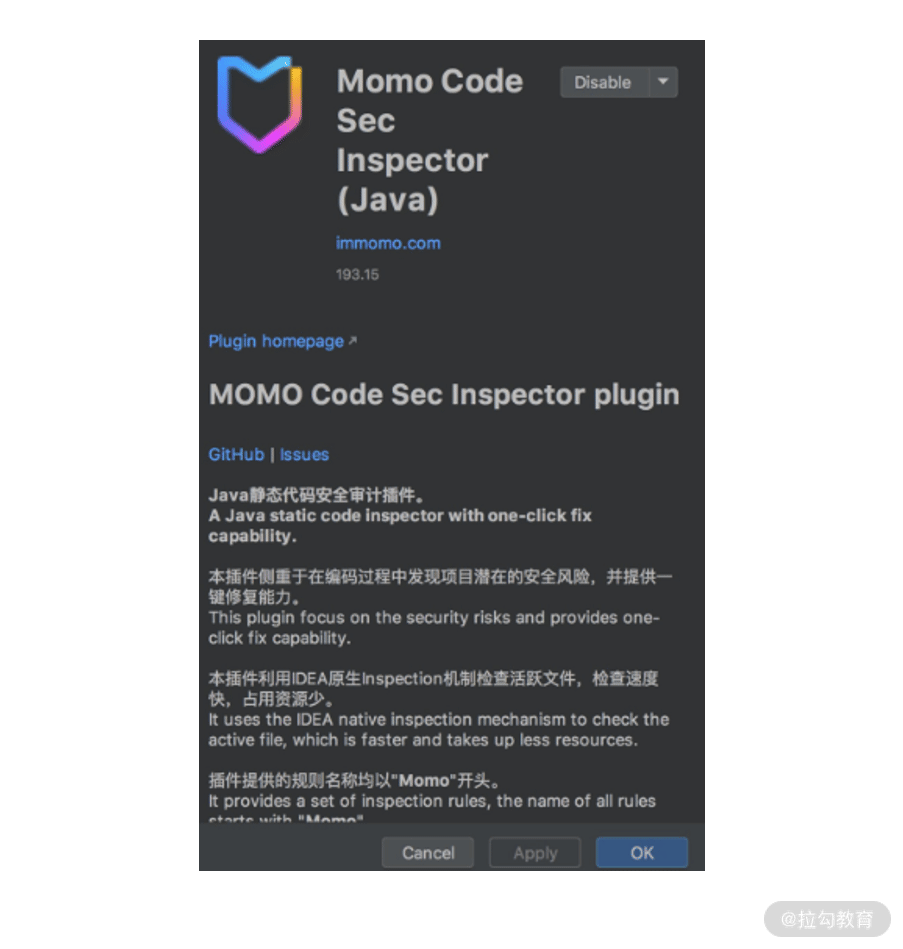 Momo Code
Sec
Inspector
(Java)
Disable
immomo.com
193.15
Plugin homepage ↗
MOMO Code Sec Inspector plugin
GitHub | Issues
Java静态代码安全审计插件。
A Java static code inspector with one-click fix
capability.
本插件侧重于在编码过程中发现项目潜在的安全风险，并提供一
键修复能力。
This plugin focus on the security risks and provides one-
click fix capability.
本插件利用IDEA原生Inspection机制检查活跃文件，检查速度
快，占用资源少。
It uses the IDEA native inspection mechanism to check the
active file, which is faster and takes up less resources.
插件提供的规则名称均以"Momo"开头。
It provides a set of inspection rules, the name of all rules
starts with "Momo"
Cancel
Apply
OK
@拉勾教育